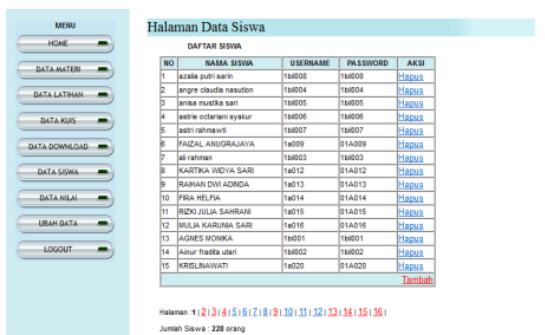 MENU
HOME
DATA MATERI
DATA LATIHAN
DATA KUIS
DATA DOWNLOAD
DATA SISWA
DATA NILAI
UBAH DATA
LOGOUT
Halaman Data Siswa
DAFTAR SISWA
NO NAMA SISWA USERNAME PASSWORD AKSI
1 azalia putri sarin 1bil008 1bil008 Hapus
2 angre claudia nasution 1bil004 1bil004 Hapus
3 anisa mustika sari 1bil005 1bil005 Hapus
4 astrie octariani syakur 1bil006 1bil006 Hapus
5 astri rahmawti 1bil007 1bil007 Hapus
6 FAIZAL ANUGRAJAYA 1a009 01A009 Hapus
7 ali rahman 1bil003 1bil003 Hapus
8 KARTIKA WIDYA SARI 1a012 01A012 Hapus
9 RAIHAN DWI ADINDA 1a013 01A013 Hapus
10 FIRA HELFIA 1a014 01A014 Hapus
11 RIZKI JULIA SAHRANI 1a015 01A015 Hapus
12 MULIA KARUNIA SARI 1a016 01A016 Hapus
13 AGNES MONIKA 1bi001 1bil001 Hapus
14 Ainur fradita utari 1bil002 1bil002 Hapus
15 KRISLINAWATI 1a020 01A020 Hapus
Tambah
Halaman :1 | 2 | 3 | 4 | 5 | 6 | 7 | 8 | 9 | 10 | 11 | 12 | 13 | 14 | 15 | 16 |
Jumlah Siswa : 228 orang